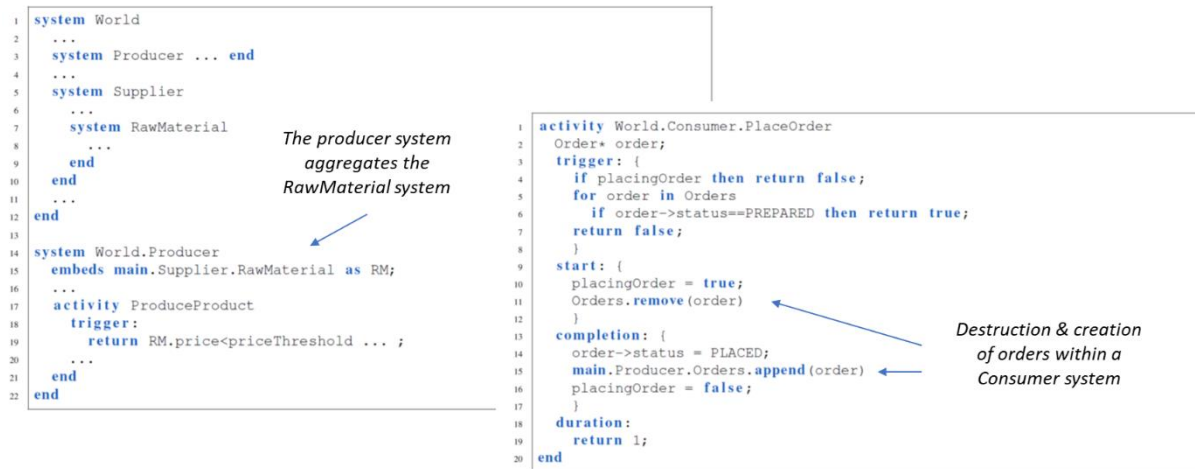 1 system World
2 ...
3 system Producer ... end
4 ...
5 system Supplier
6 ...
7 system RawMaterial
8 ...
9 end
10 end
11 ...
12 end
13
14 system World.Producer
15 embeds main.Supplier.RawMaterial as RM;
16 ...
17 activity ProduceProduct
18 trigger:
19 return RM.price<priceThreshold ... ;
20 ...
21 end
22 end
The producer system
aggregates the
RawMaterial system
1 activity World.Consumer.PlaceOrder
2 Order* order;
3 trigger: {
4 if placingOrder then return false;
5 for order in Orders
6 if order->status==PREPARED then return true;
7 return false;
8 }
9 start: {
10 placingOrder = true;
11 Orders.remove(order)
12 }
13 completion: {
14 order->status = PLACED;
15 main.Producer.Orders.append(order)
16 placingOrder = false;
17 }
18 duration:
19 return 1;
20 end
Destruction & creation
of orders within a
Consumer system